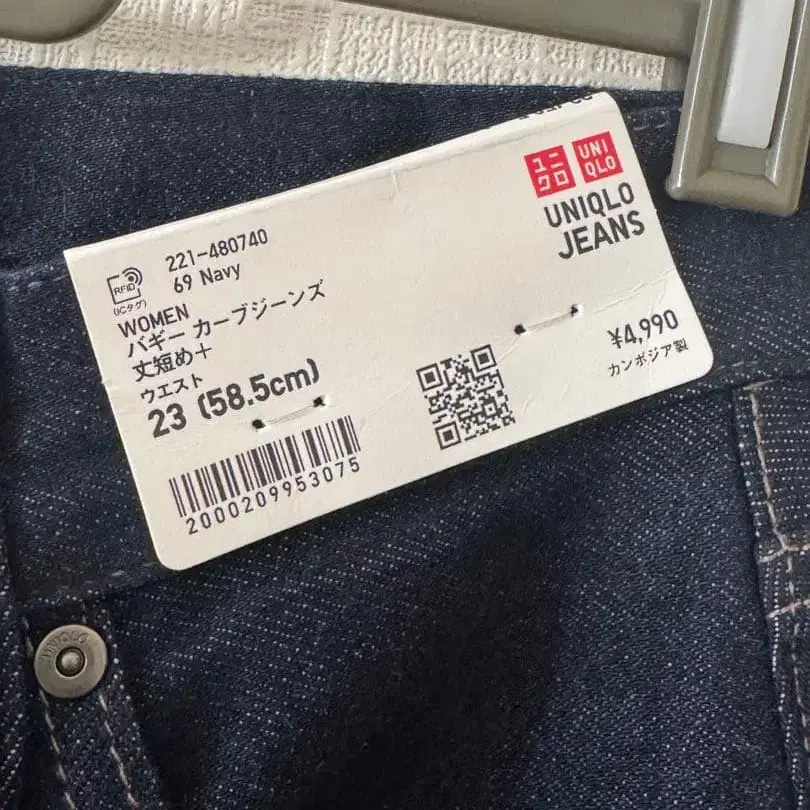 ユニ
クロ
UNI
QLO
UNIQLO
JEANS
221-480740
69 Navy
RFID
(ICタグ)
WOMEN
バギー カーブジーンズ
丈短め+
ウエスト
23 (58.5cm)
2000209953075
¥4,990
カンボジア製
UNIQLO